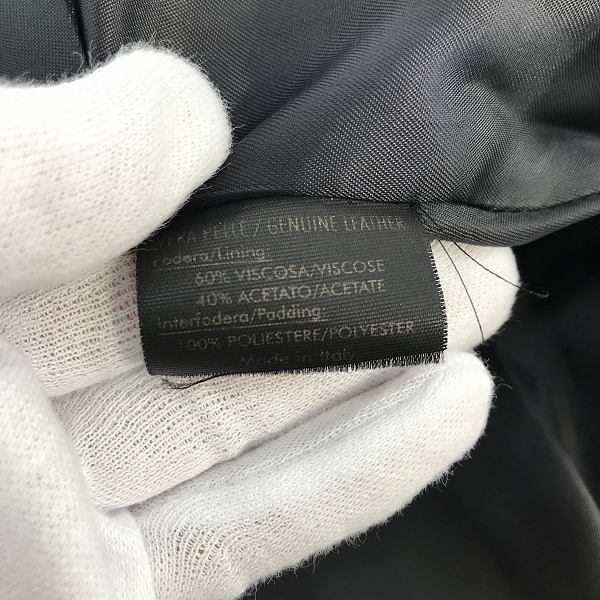 VERA PELLE / GENUINE LEATHER
Fodera/Lining:
60% VISCOSA/VISCOSE
40% ACETATO/ACETATE
Interfodera/Padding:
100% POLIESTERE/POLYESTER
Made in Italy